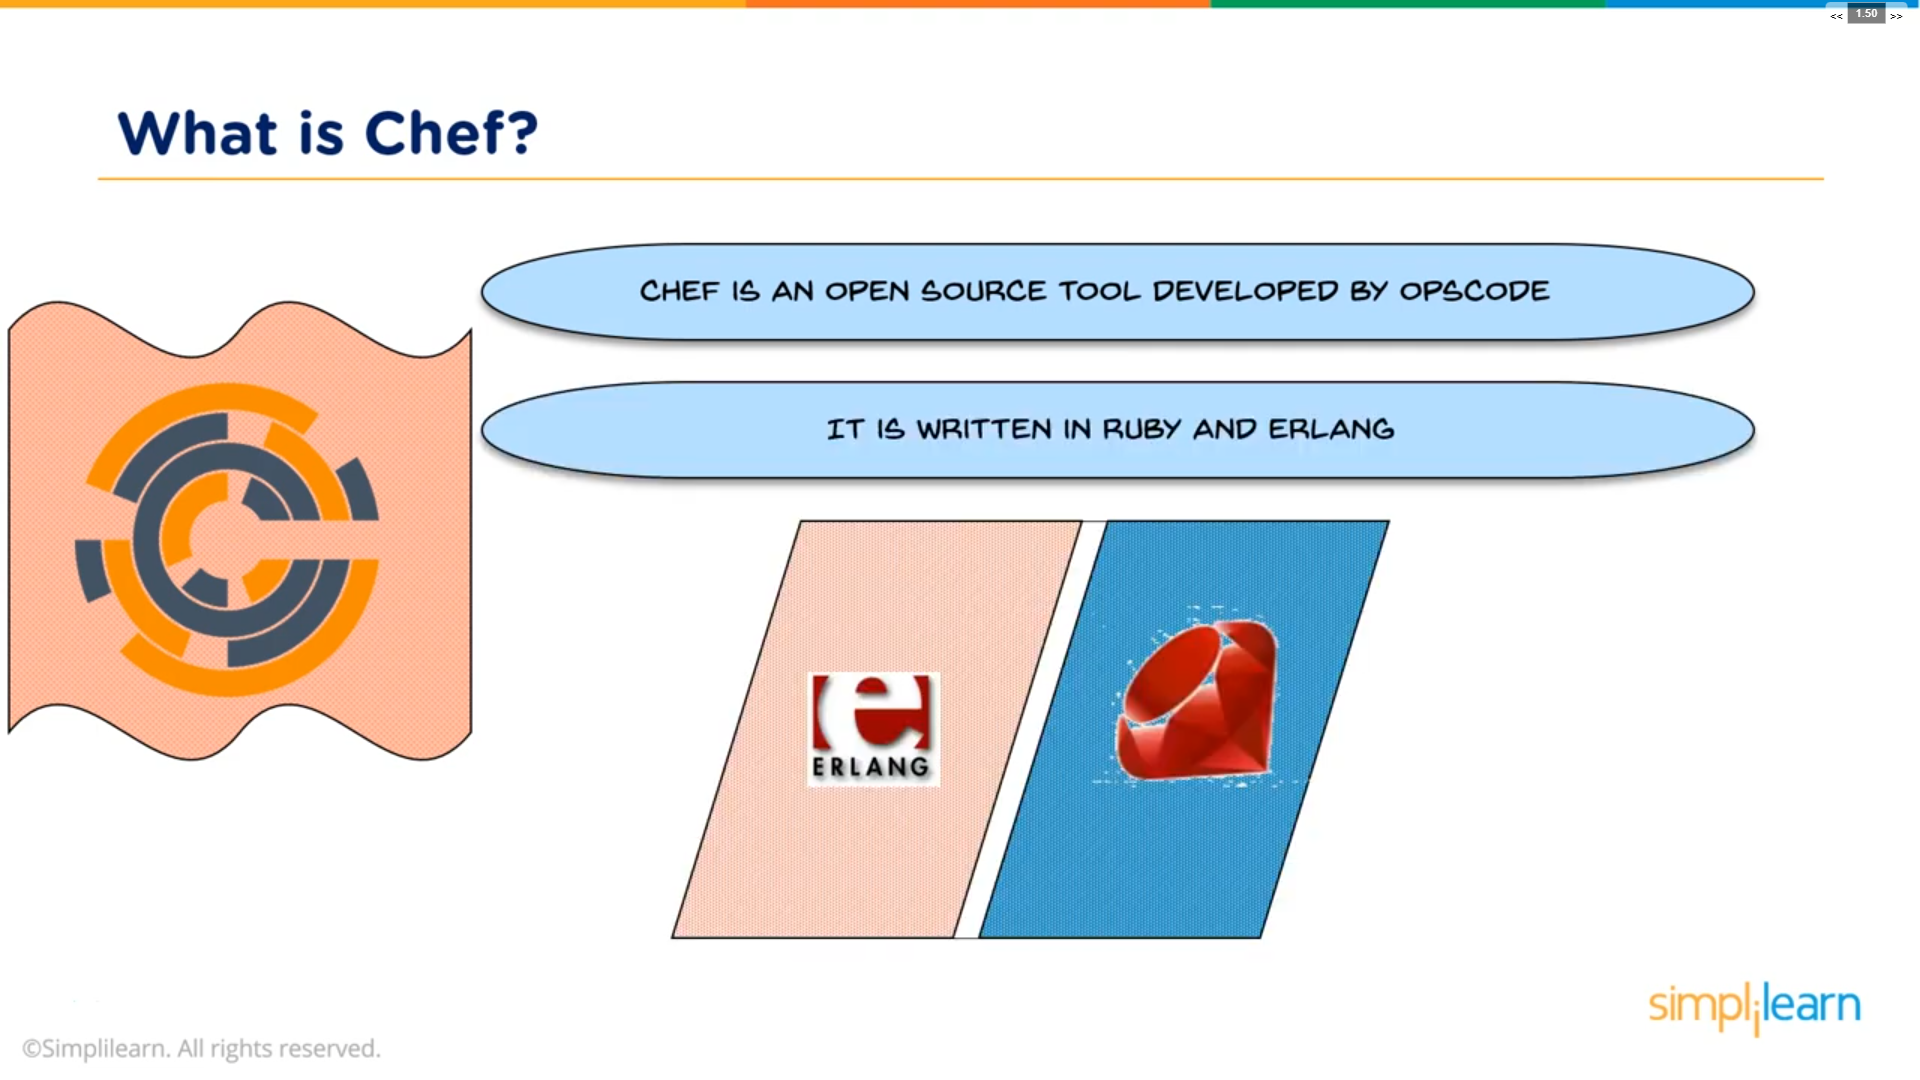 << 1.50 >>
What is Chef?
CHEF IS AN OPEN SOURCE TOOL DEVELOPED BY OPSCODE
IT IS WRITTEN IN RUBY AND ERLANG
e
ERLANG
simplilearn
©Simplilearn. All rights reserved.